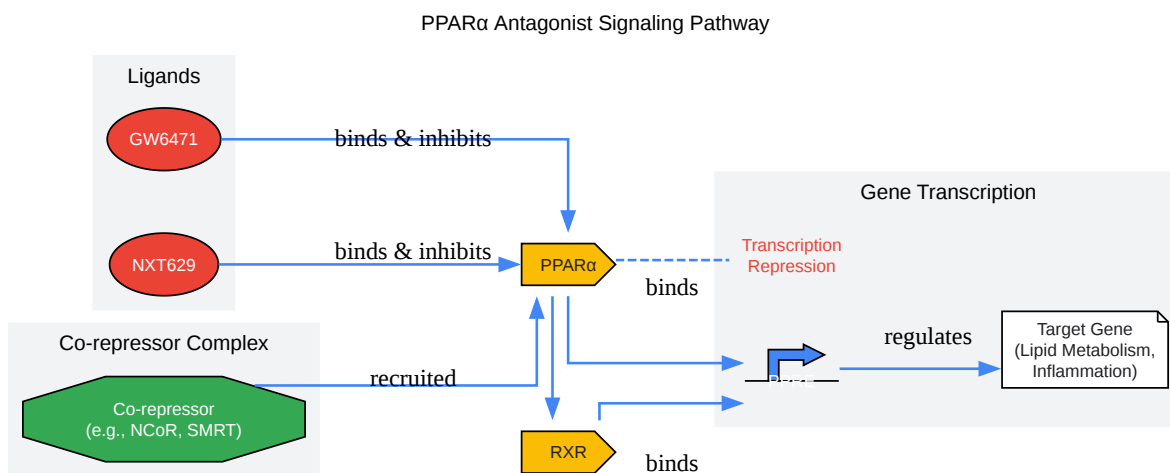 PPARα Antagonist Signaling Pathway
Ligands
GW6471
binds & inhibits
Gene Transcription
NXT629
binds & inhibits
PPARα
Transcription
Repression
binds
Co-repressor Complex
Co-repressor
(e.g., NCoR, SMRT)
recruited
PPRE
regulates
Target Gene
(Lipid Metabolism,
Inflammation)
RXR
binds